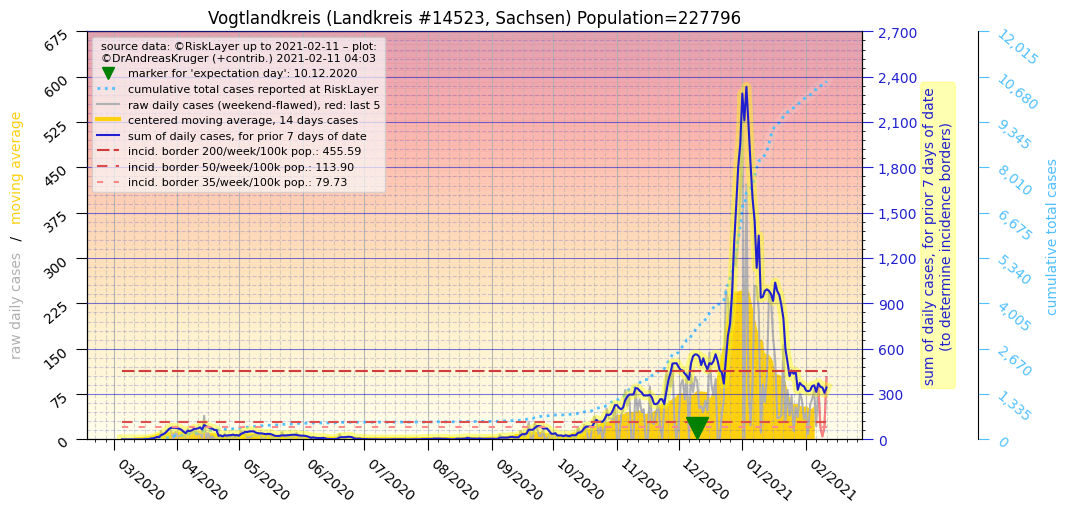 Vogtlandkreis (Landkreis #14523, Sachsen) Population=227796
source data: ©RiskLayer up to 2021-02-11 – plot:
©DrAndreasKruger (+contrib.) 2021-02-11 04:03
marker for 'expectation day': 10.12.2020
cumulative total cases reported at RiskLayer
raw daily cases (weekend-flawed), red: last 5
centered moving average, 14 days cases
sum of daily cases, for prior 7 days of date
incid. border 200/week/100k pop.: 455.59
incid. border 50/week/100k pop.: 113.90
incid. border 35/week/100k pop.: 79.73
raw daily cases / moving average
675
600
525
450
375
300
225
150
75
0
03/2020
04/2020
05/2020
06/2020
07/2020
08/2020
09/2020
10/2020
11/2020
12/2020
01/2021
02/2021
2,700
2,400
2,100
1,800
1,500
1,200
900
600
300
0
sum of daily cases, for prior 7 days of date
(to determine incidence borders)
12,015
10,680
9,345
8,010
6,675
5,340
4,005
2,670
1,335
0
cumulative total cases